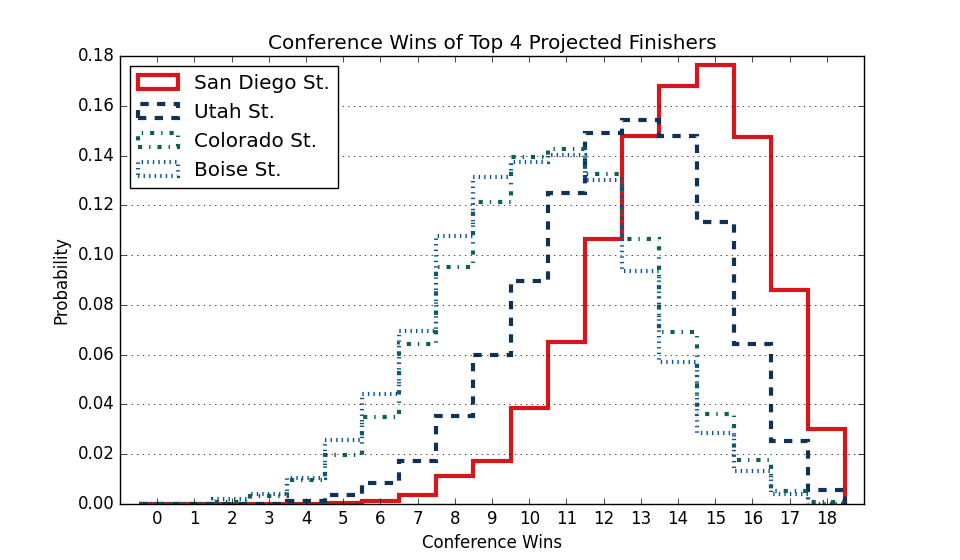 Conference Wins of Top 4 Projected Finishers
0.18
0.16
0.14
0.12
0.10
0.08
0.06
0.04
0.02
0.00
Probability
San Diego St.
Utah St.
Colorado St.
Boise St.
0 1 2 3 4 5 6 7 8 9 10 11 12 13 14 15 16 17 18
Conference Wins